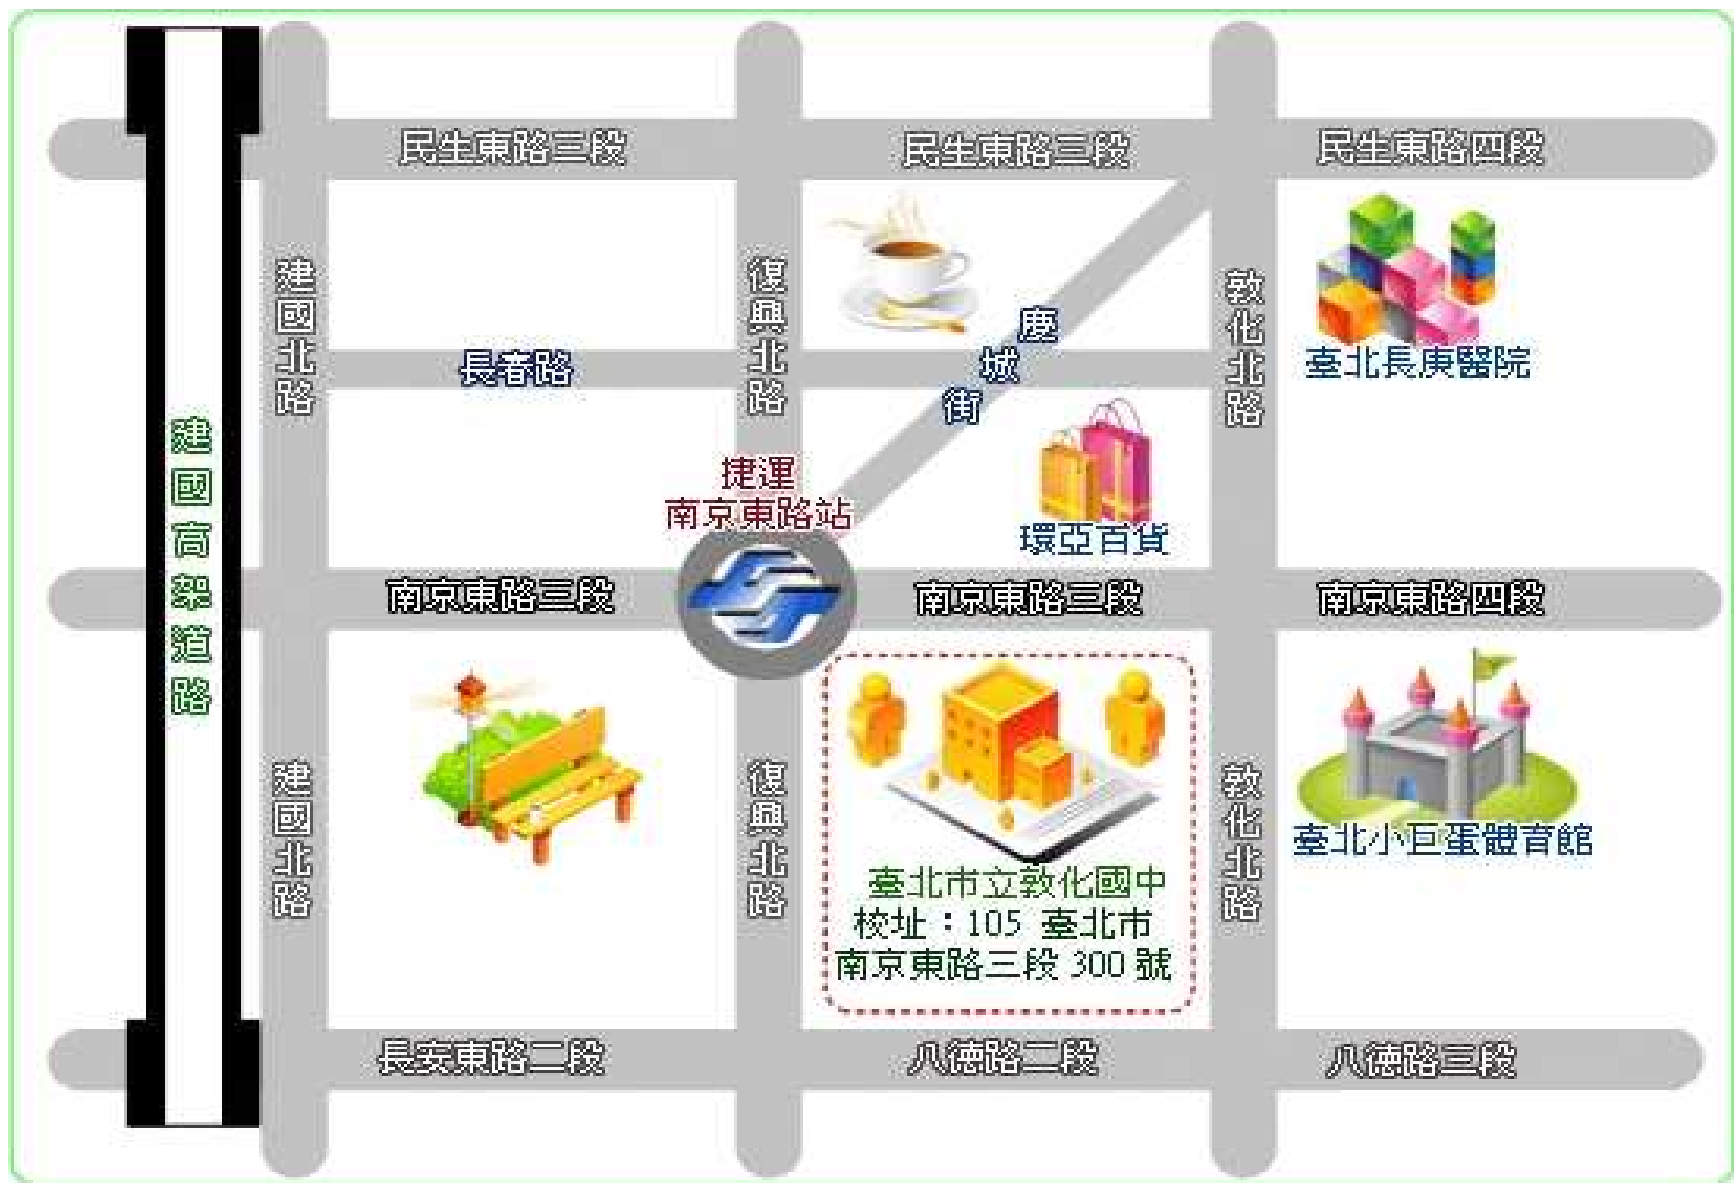 民生東路三段
民生東路三段
民生東路四段
建國北路
復興北路
敦化北路
慶城街
長春路
臺北長庚醫院
建國高架道路
捷運
南京東路站
環亞百貨
南京東路三段
南京東路三段
南京東路四段
建國北路
復興北路
敦化北路
臺北小巨蛋體育館
臺北市立敦化國中
校址：105 臺北市
南京東路三段 300 號
長安東路二段
八德路二段
八德路三段